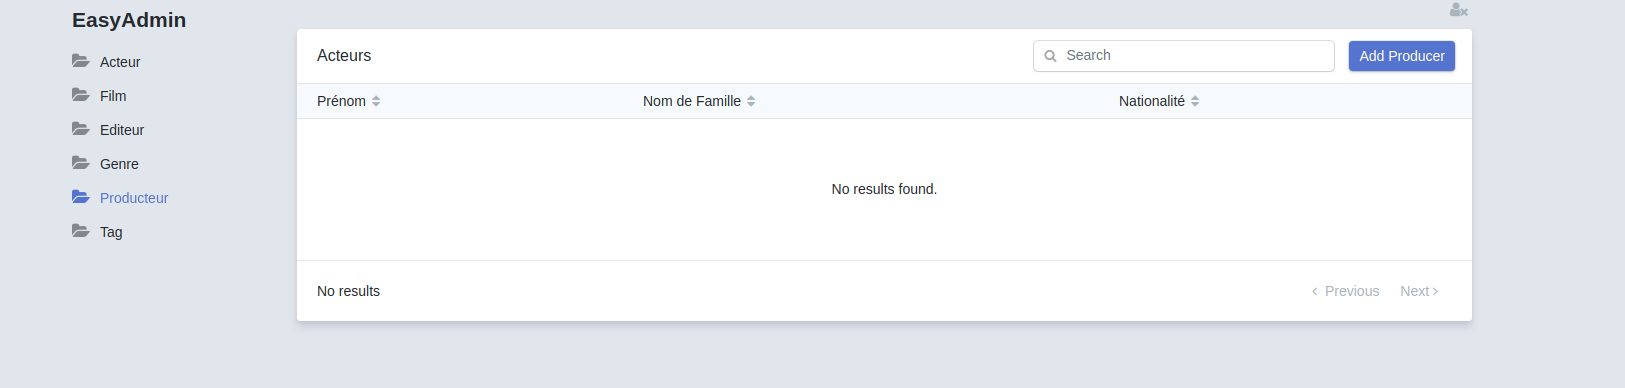 EasyAdmin
Acteur
Film
Editeur
Genre
Producteur
Tag
Acteurs
Search
Add Producer
Prénom Nom de Famille Nationalité
No results found.
No results
Previous Next